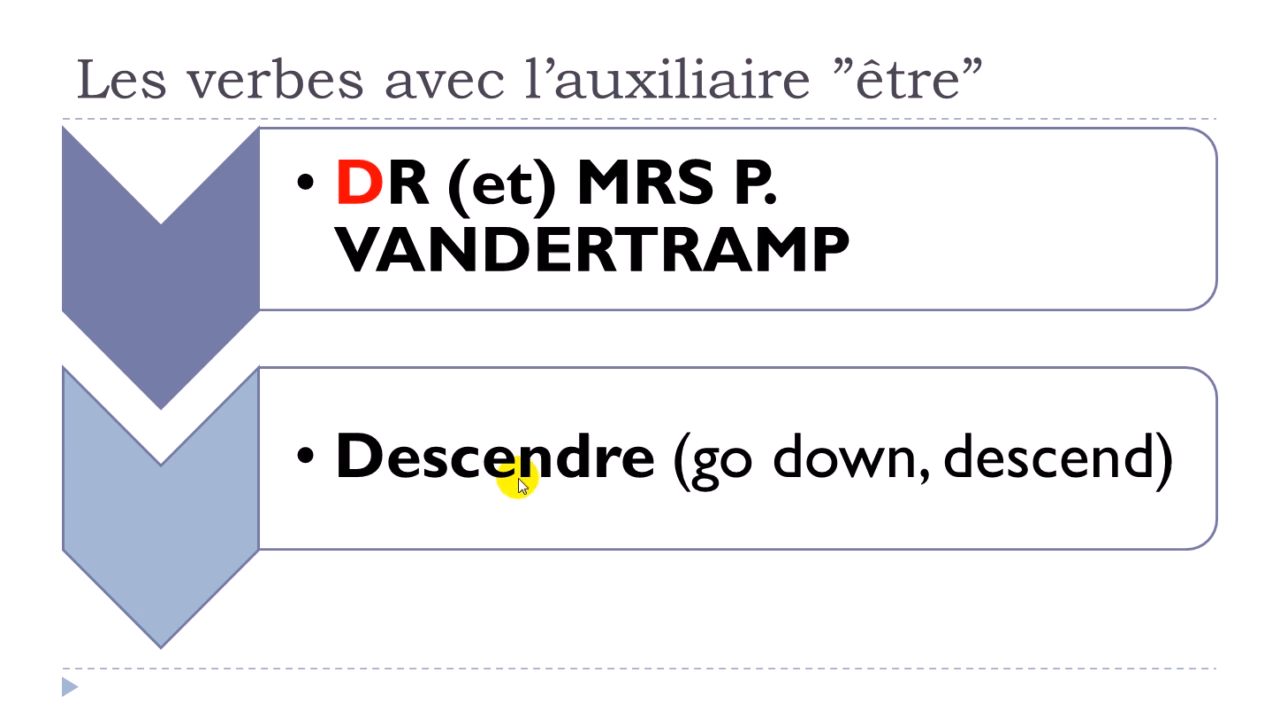 Les verbes avec l’auxiliaire ”être”
• DR (et) MRS P.
VANDERTRAMP
• Descendre (go down, descend)